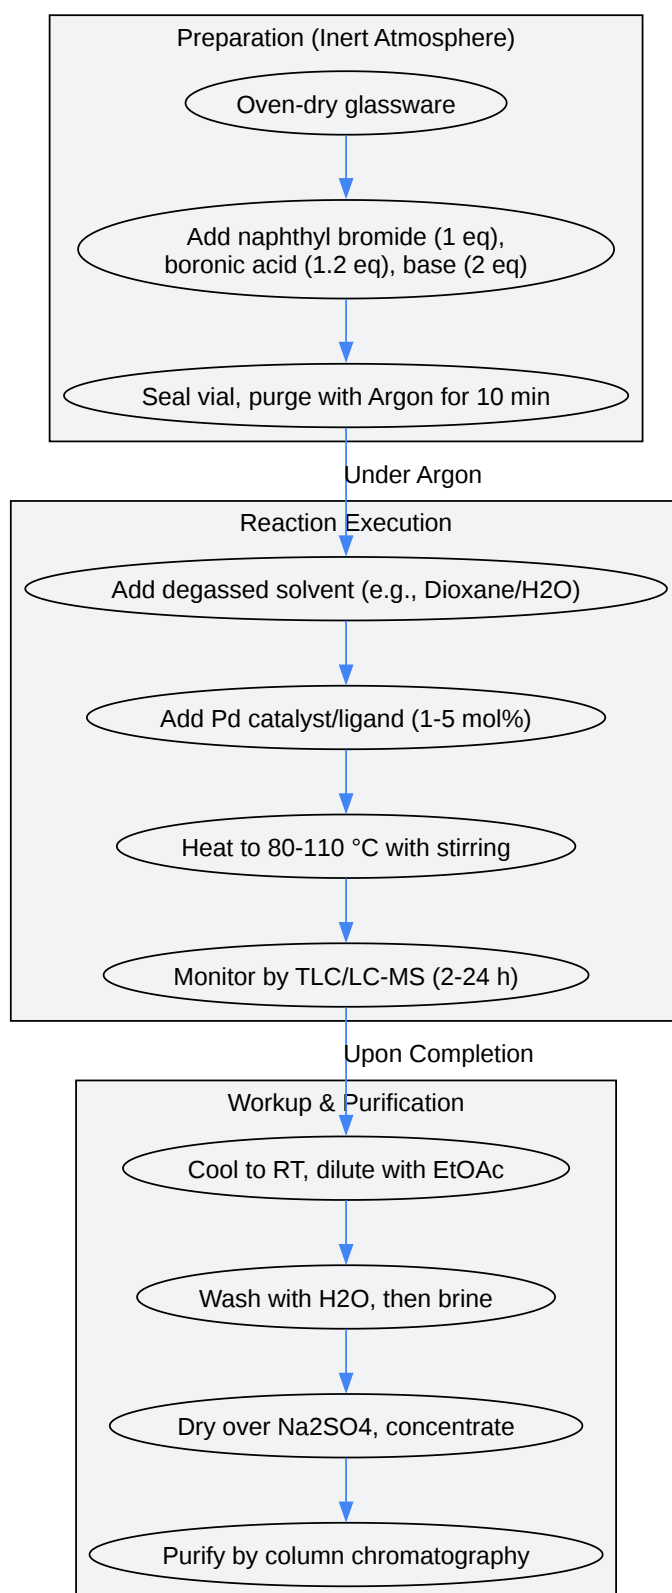 Preparation (Inert Atmosphere)
Oven-dry glassware
Add naphthyl bromide (1 eq),
boronic acid (1.2 eq), base (2 eq)
Seal vial, purge with Argon for 10 min
Under Argon
Reaction Execution
Add degassed solvent (e.g., Dioxane/H2O)
Add Pd catalyst/ligand (1-5 mol%)
Heat to 80-110 °C with stirring
Monitor by TLC/LC-MS (2-24 h)
Upon Completion
Workup & Purification
Cool to RT, dilute with EtOAc
Wash with H2O, then brine
Dry over Na2SO4, concentrate
Purify by column chromatography